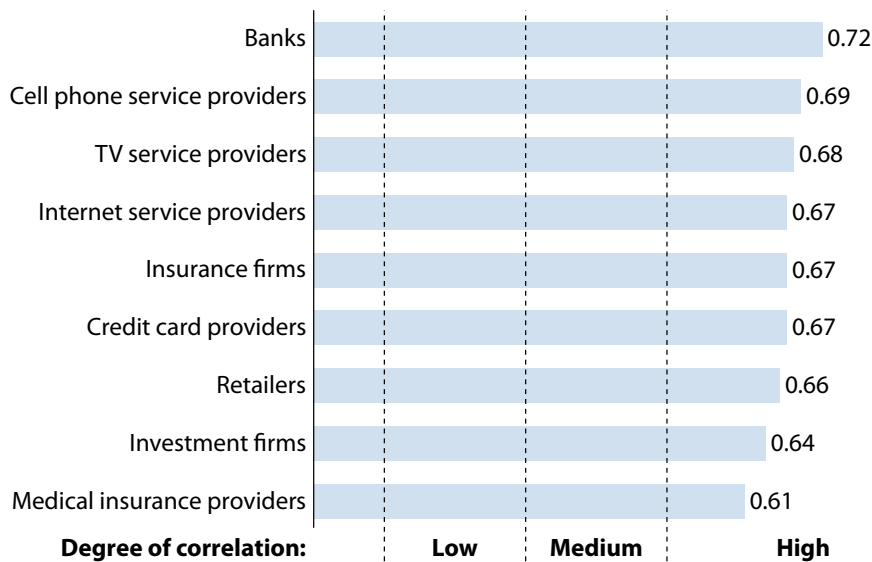 Banks 0.72
Cell phone service providers 0.69
TV service providers 0.68
Internet service providers 0.67
Insurance firms 0.67
Credit card providers 0.67
Retailers 0.66
Investment firms 0.64
Medical insurance providers 0.61
Degree of correlation: Low Medium High